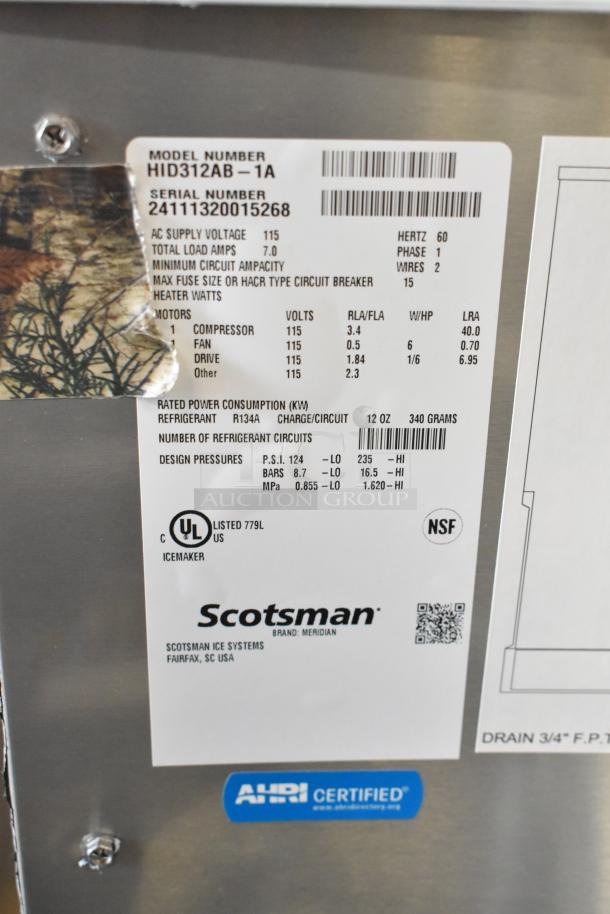 MODEL NUMBER
HID312AB-1A
SERIAL NUMBER
24111320015268
AC SUPPLY VOLTAGE 115 HERTZ 60
TOTAL LOAD AMPS 7.0 PHASE 1
MINIMUM CIRCUIT AMPACITY WIRES 2
MAX FUSE SIZE OR HACR TYPE CIRCUIT BREAKER 15
HEATER WATTS
MOTORS VOLTS RLA/FLA W/HP LRA
1 COMPRESSOR 115 3.4 40.0
1 FAN 115 0.5 6 0.70
DRIVE 115 1.84 1/6 6.95
Other 115 2.3
RATED POWER CONSUMPTION (KW)
REFRIGERANT R134A CHARGE/CIRCUIT 12 OZ 340 GRAMS
NUMBER OF REFRIGERANT CIRCUITS
DESIGN PRESSURES P.S.I. 124 -LO 235 -HI
BARS 8.7 -LO 16.5 -HI
MPa 0.855-LO 1.620-HI
AUCTION GROUP
C UL LISTED 779L
US
NSF
ICEMAKER
Scotsman
BRAND: MERIDIAN
SCOTSMAN ICE SYSTEMS
FAIRFAX, SC USA
DRAIN 3/4" F.P.T
AHRI CERTIFIED®
www.ahridirectory.org